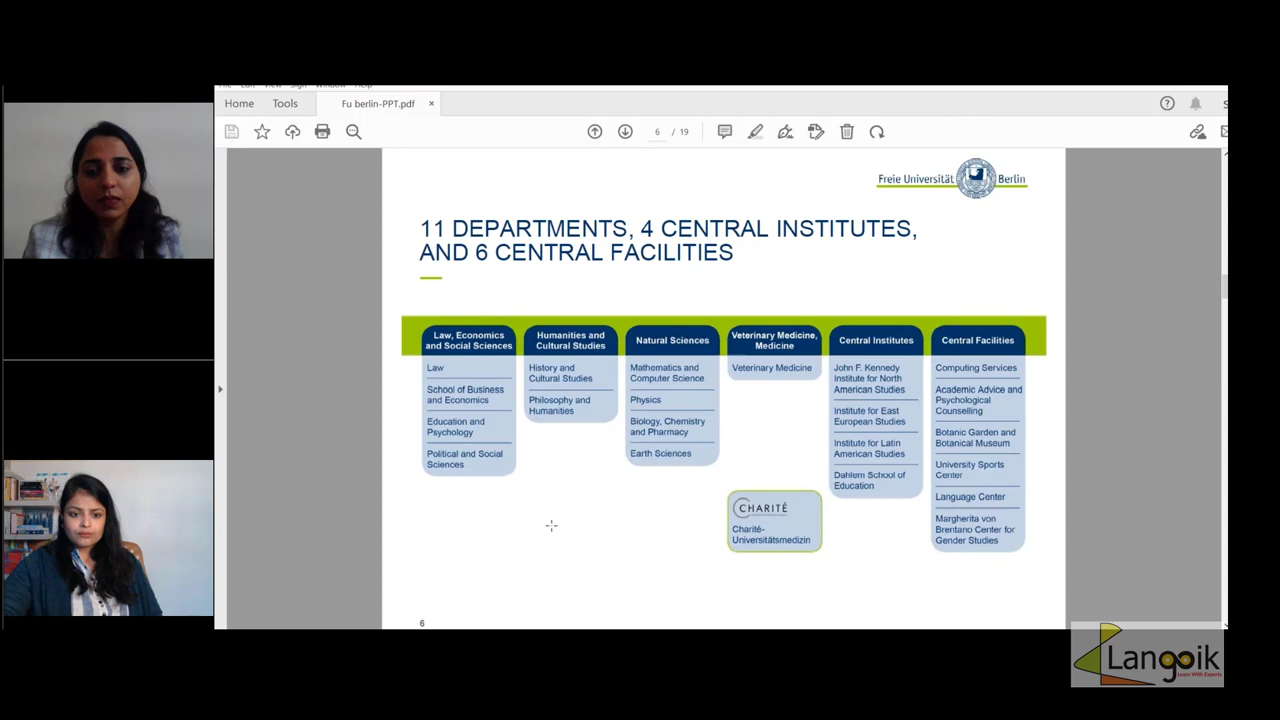 Home
Tools
Fu berlin-PPT.pdf
6 / 19
Freie Universität Berlin
11 DEPARTMENTS, 4 CENTRAL INSTITUTES,
AND 6 CENTRAL FACILITIES
Law, Economics
and Social Sciences
Law
School of Business
and Economics
Education and
Psychology
Political and Social
Sciences
Humanities and
Cultural Studies
History and
Cultural Studies
Philosophy and
Humanities
Natural Sciences
Mathematics and
Computer Science
Physics
Biology, Chemistry
and Pharmacy
Earth Sciences
Veterinary Medicine,
Medicine
Veterinary Medicine
CHARITÉ
Charité-
Universitätsmedizin
Central Institutes
John F. Kennedy
Institute for North
American Studies
Institute for East
European Studies
Institute for Latin
American Studies
Dahlem School of
Education
Central Facilities
Computing Services
Academic Advice and
Psychological
Counselling
Botanic Garden and
Botanical Museum
University Sports
Center
Language Center
Margherita von
Brentano Center for
Gender Studies
6
Langoik
Learn With Experts